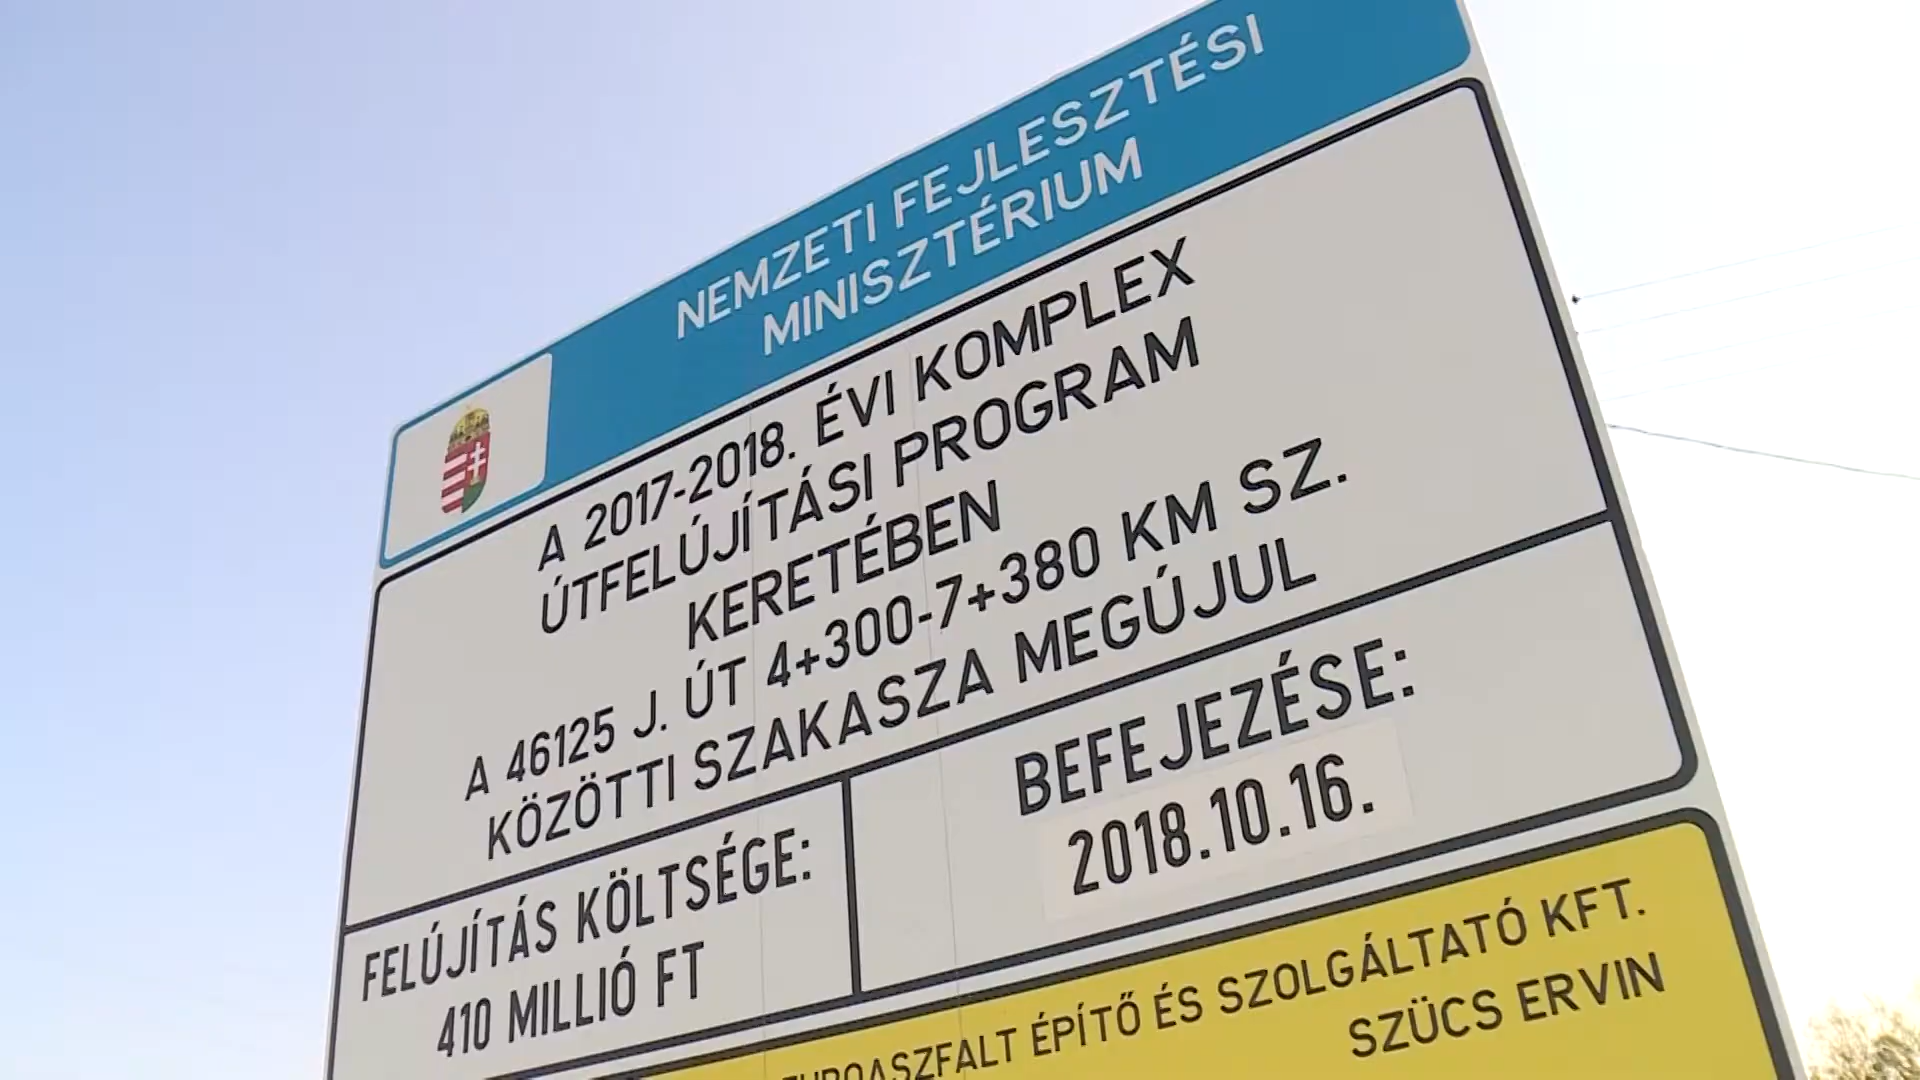 NEMZETI FEJLESZTÉSI
MINISZTÉRIUM
A 2017-2018. ÉVI KOMPLEX
ÚTFELÚJÍTÁSI PROGRAM
KERETÉBEN
A 46125 J. ÚT 4+300-7+380 KM SZ.
KÖZÖTTI SZAKASZA MEGÚJUL
FELÚJÍTÁS KÖLTSÉGE:
410 MILLIÓ FT
BEFEJEZÉSE:
2018.10.16.
ÉPÍTŐ ÉS SZOLGÁLTATÓ KFT.
SZÜCS ERVIN